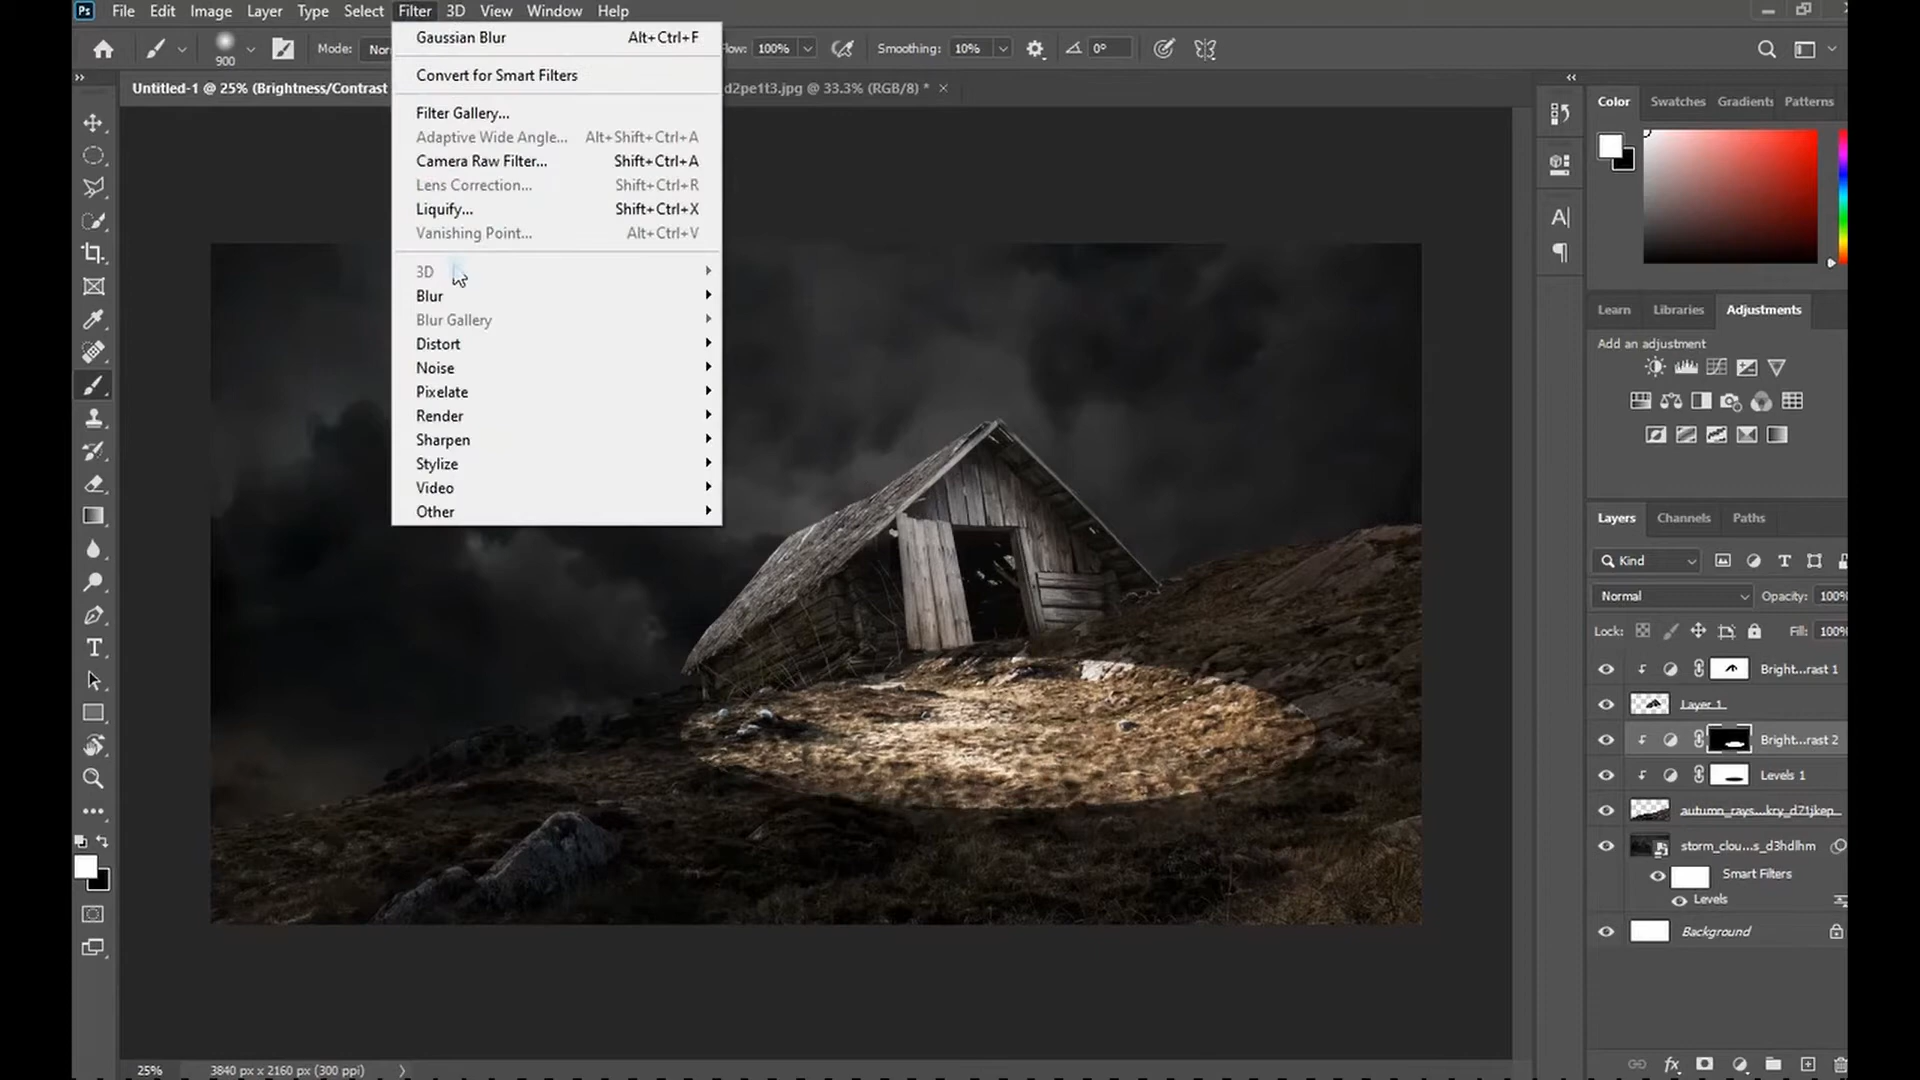 Ps File Edit Image Layer Type Select Filter 3D View Window Help
900 Mode: Nor Flow: 100% Smoothing: 10% 0°
Untitled-1 @ 25% (Brightness/Contrast d2pe1t3.jpg @ 33.3% (RGB/8) *
Gaussian Blur Alt+Ctrl+F
Convert for Smart Filters
Filter Gallery...
Adaptive Wide Angle... Alt+Shift+Ctrl+A
Camera Raw Filter... Shift+Ctrl+A
Lens Correction... Shift+Ctrl+R
Liquify... Shift+Ctrl+X
Vanishing Point... Alt+Ctrl+V
3D
Blur
Blur Gallery
Distort
Noise
Pixelate
Render
Sharpen
Stylize
Video
Other
Color Swatches Gradients Patterns
Learn Libraries Adjustments
Add an adjustment
Layers Channels Paths
Kind
Normal Opacity: 100%
Lock: Fill: 100%
Bright...rast 1
Layer 1
Bright...rast 2
Levels 1
autumn_rays...kry_d71jkep
storm_clou...s_d3hdlhm
Smart Filters
Levels
Background
25% 3840 px x 2160 px (300 ppi)